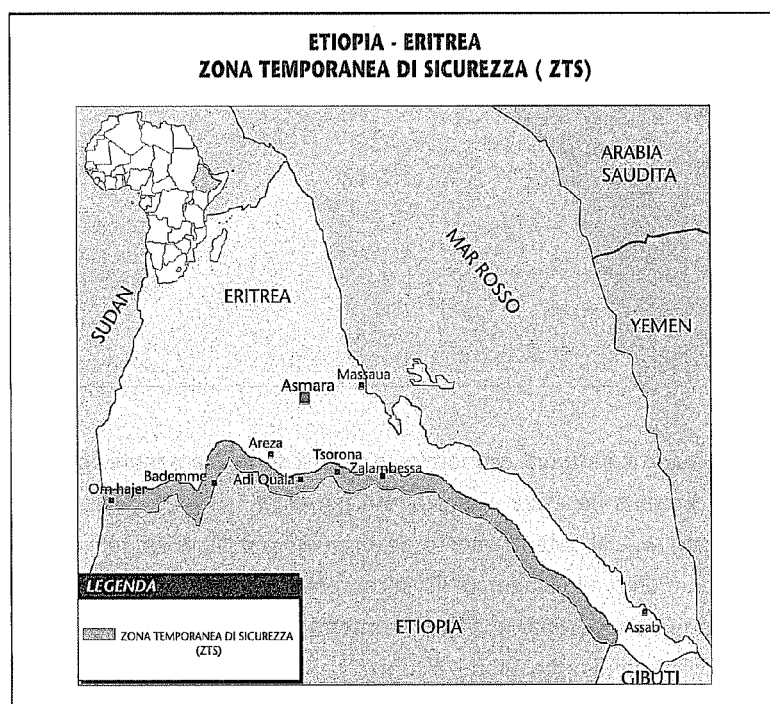 ETIOPIA - ERITREA
ZONA TEMPORANEA DI SICUREZZA ( ZTS)
ARABIA
SAUDITA
MAR ROSSO
SUDAN
ERITREA
YEMEN
Massaua
Asmara
Areza
Tsorona
Zalambessa
Bademme
Adi Quala
Om-hajer
LEGENDA
ZONA TEMPORANEA DI SICUREZZA
(ZTS)
ETIOPIA
Assab
GIBUTI